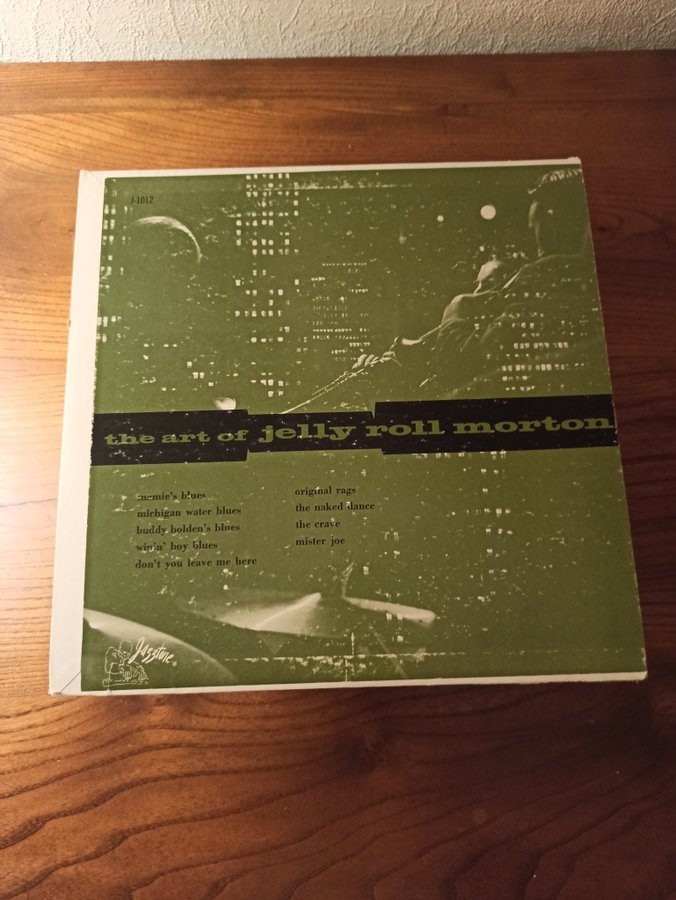 J-1012
the art of jelly roll morton
mamie's blues
michigan water blues
buddy bolden's blues
winin' boy blues
don't you leave me here
original rags
the naked dance
the crave
mister joe
Jazztone